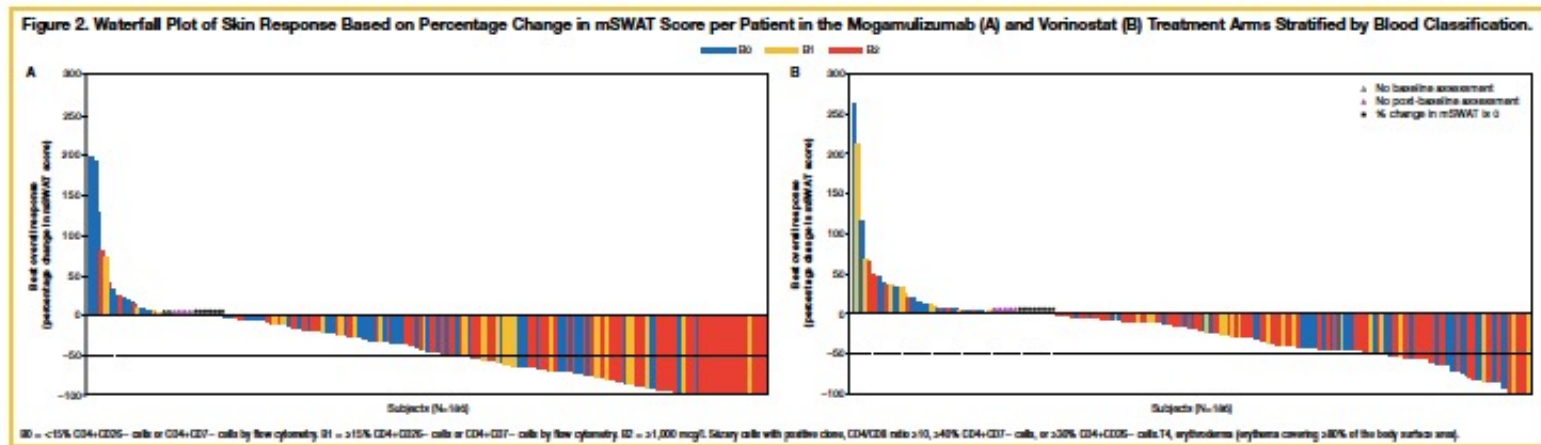 Figure 2. Waterfall Plot of Skin Response Based on Percentage Change in mSWAT Score per Patient in the Mogamulizumab (A) and Vorinostat (B) Treatment Arms Stratified by Blood Classification.
B0 B1 B2
A
300
250
200
150
100
50
0
−50
−100
Best overall response
(percentage change in mSWAT score)
Subjects (N=186)
B
300
250
200
150
100
50
0
−50
−100
Best overall response
(percentage change in mSWAT score)
No baseline assessment
No post-baseline assessment
% change in mSWAT is 0
Subjects (N=186)
B0 = <15% CD4+CD26− cells or CD4+CD7− cells by flow cytometry. B1 = ≥15% CD4+CD26− cells or CD4+CD7− cells by flow cytometry. B2 = ≥1,000 mcg/L Sézary cells with positive clone, CD4/CD8 ratio ≥10, ≥40% CD4+CD7− cells, or ≥30% CD4+CD26− cells. T4, erythroderma (erythema covering ≥80% of the body surface area).